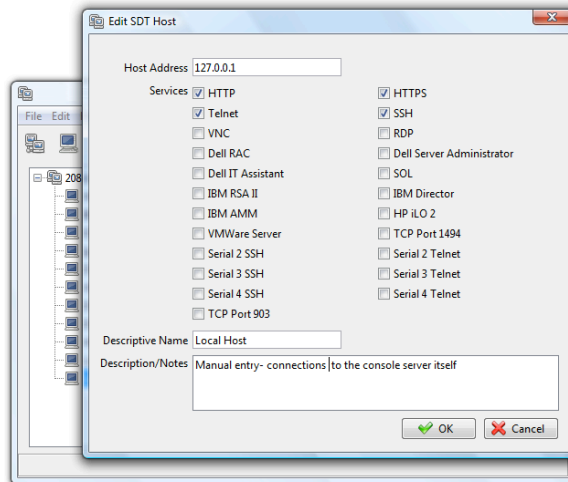 Edit SDT Host
Host Address 127.0.0.1
Services HTTP HTTPS
Telnet SSH
VNC RDP
Dell RAC Dell Server Administrator
Dell IT Assistant SOL
IBM RSA II IBM Director
IBM AMM HP iLO 2
VMWare Server TCP Port 1494
Serial 2 SSH Serial 2 Telnet
Serial 3 SSH Serial 3 Telnet
Serial 4 SSH Serial 4 Telnet
TCP Port 903
Descriptive Name Local Host
Description/Notes Manual entry- connections to the console server itself
OK Cancel
File Edit
208